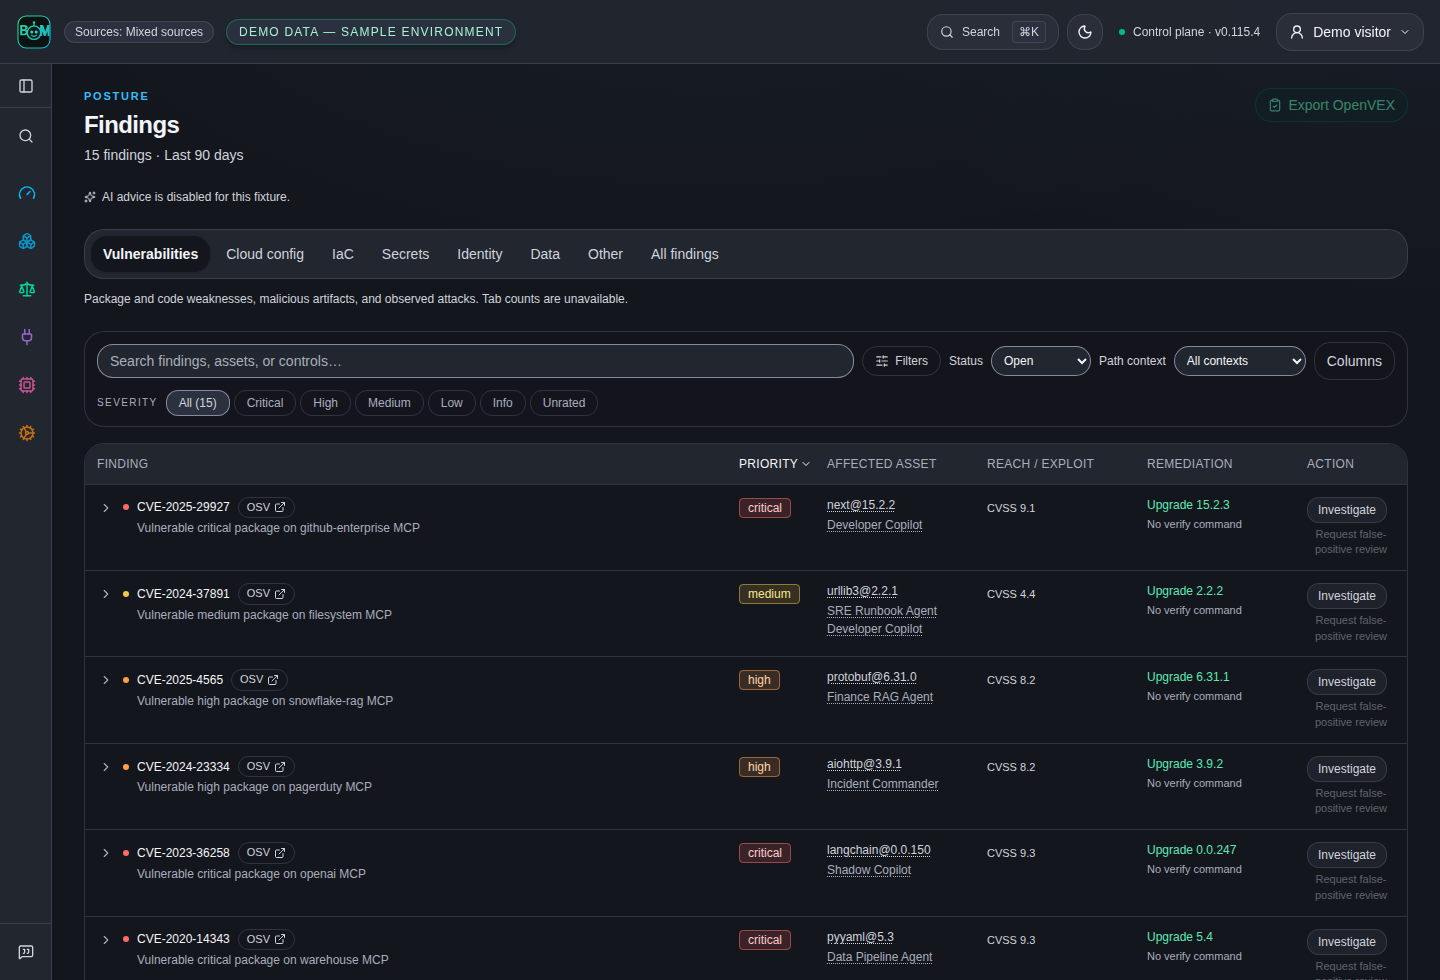 BOM
Sources: Mixed sources
DEMO DATA — SAMPLE ENVIRONMENT
Search ⌘K
Control plane · v0.115.4
Demo visitor
POSTURE
Findings
15 findings · Last 90 days
Export OpenVEX
AI advice is disabled for this fixture.
Vulnerabilities Cloud config IaC Secrets Identity Data Other All findings
Package and code weaknesses, malicious artifacts, and observed attacks. Tab counts are unavailable.
Search findings, assets, or controls… Filters Status Open Path context All contexts Columns
SEVERITY All (15) Critical High Medium Low Info Unrated
FINDING PRIORITY AFFECTED ASSET REACH / EXPLOIT REMEDIATION ACTION
CVE-2025-29927 OSV critical next@15.2.2 CVSS 9.1 Upgrade 15.2.3 Investigate
Vulnerable critical package on github-enterprise MCP Developer Copilot No verify command Request false-
positive review
CVE-2024-37891 OSV medium urllib3@2.2.1 CVSS 4.4 Upgrade 2.2.2 Investigate
Vulnerable medium package on filesystem MCP SRE Runbook Agent No verify command Request false-
Developer Copilot positive review
CVE-2025-4565 OSV high protobuf@6.31.0 CVSS 8.2 Upgrade 6.31.1 Investigate
Vulnerable high package on snowflake-rag MCP Finance RAG Agent No verify command Request false-
positive review
CVE-2024-23334 OSV high aiohttp@3.9.1 CVSS 8.2 Upgrade 3.9.2 Investigate
Vulnerable high package on pagerduty MCP Incident Commander No verify command Request false-
positive review
CVE-2023-36258 OSV critical langchain@0.0.150 CVSS 9.3 Upgrade 0.0.247 Investigate
Vulnerable critical package on openai MCP Shadow Copilot No verify command Request false-
positive review
CVE-2020-14343 OSV critical pyyaml@5.3 CVSS 9.3 Upgrade 5.4 Investigate
Vulnerable critical package on warehouse MCP Data Pipeline Agent No verify command Request false-